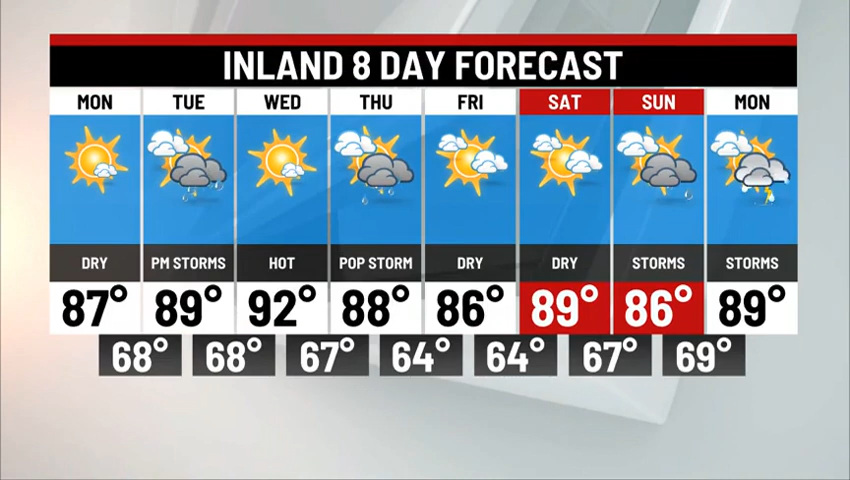 INLAND 8 DAY FORECAST
MON TUE WED THU FRI SAT SUN MON
DRY PM STORMS HOT POP STORM DRY DRY STORMS STORMS
87° 89° 92° 88° 86° 89° 86° 89°
68° 68° 67° 64° 64° 67° 69°